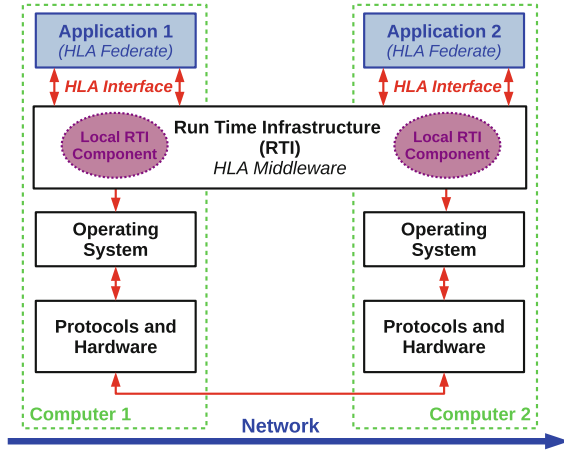 Application 1
(HLA Federate)
Application 2
(HLA Federate)
HLA Interface
HLA Interface
Local RTI
Component
Run Time Infrastructure
(RTI)
HLA Middleware
Local RTI
Component
Operating
System
Operating
System
Protocols and
Hardware
Protocols and
Hardware
Computer 1
Computer 2
Network